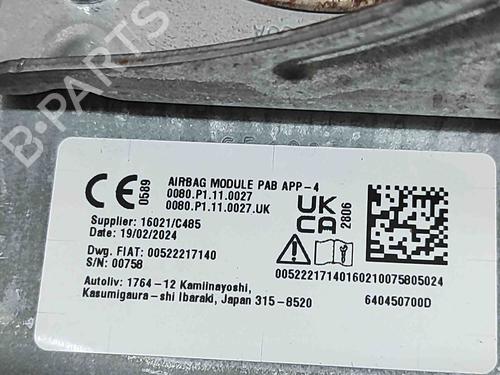 B-PARTS
CE 0589
AIRBAG MODULE PAB APP-4
0080.P1.11.0027
0080.P1.11.0027.UK
UK
CA 2806
Supplier: 16021/C485
Date: 19/02/2024
Dwg. FIAT: 00522217140
S/N: 00758
00522217140160210075805024
Autoliv: 1764-12 Kamiinayoshi,
Kasumigaura-shi Ibaraki, Japan 315-8520
640450700D